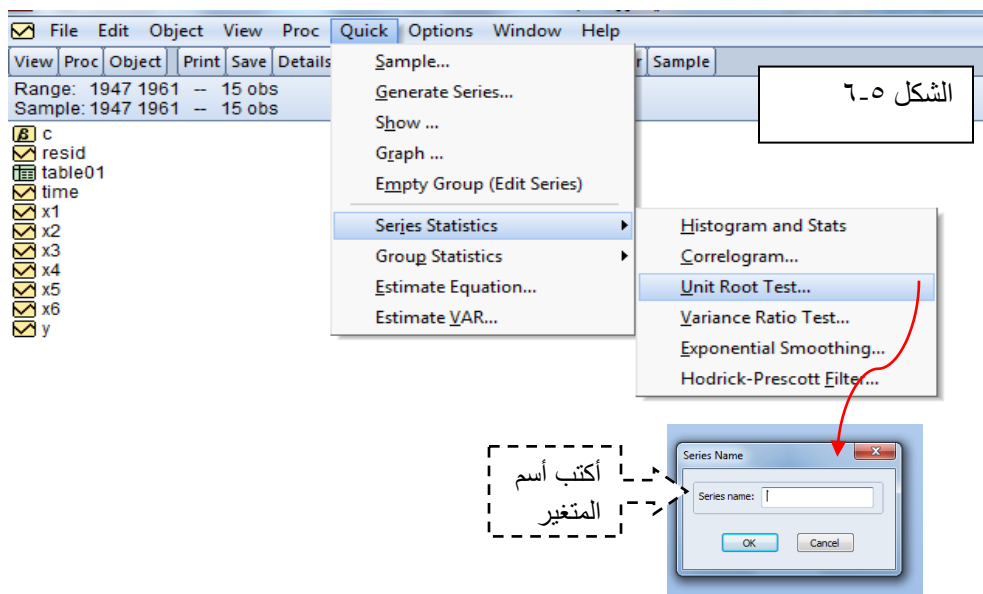 File Edit Object View Proc Quick Options Window Help
View Proc Object Print Save Details r Sample
Range: 1947 1961 -- 15 obs
Sample: 1947 1961 -- 15 obs
الشكل ٥-٦
c
resid
table01
time
x1
x2
x3
x4
x5
x6
y
Sample...
Generate Series...
Show ...
Graph ...
Empty Group (Edit Series)
Series Statistics
Group Statistics
Estimate Equation...
Estimate VAR...
Histogram and Stats
Correlogram...
Unit Root Test...
Variance Ratio Test...
Exponential Smoothing...
Hodrick-Prescott Filter...
أكتب أسم
المتغير
Series Name
Series name:
OK Cancel